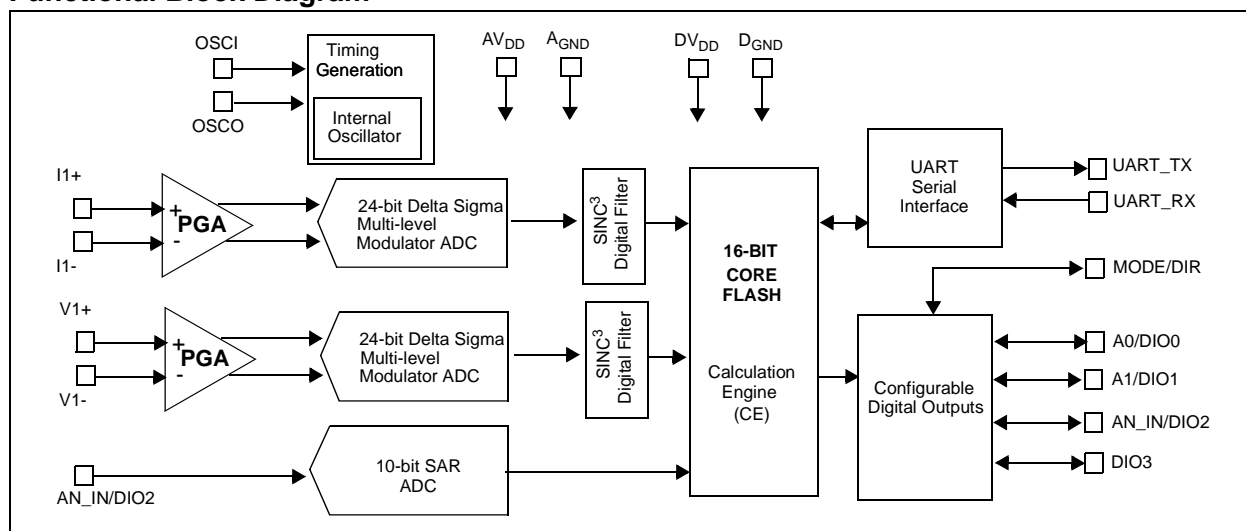 Functional Block Diagram
OSCI
OSCO
Timing
Generation
Internal
Oscillator
AVDD
AGND
DVDD
DGND
I1+
I1-
+
-
PGA
24-bit Delta Sigma
Multi-level
Modulator ADC
SINC3
Digital Filter
V1+
V1-
+
-
PGA
24-bit Delta Sigma
Multi-level
Modulator ADC
SINC3
Digital Filter
AN_IN/DIO2
10-bit SAR
ADC
16-BIT
CORE
FLASH
Calculation
Engine
(CE)
UART
Serial
Interface
UART_TX
UART_RX
MODE/DIR
Configurable
Digital Outputs
A0/DIO0
A1/DIO1
AN_IN/DIO2
DIO3